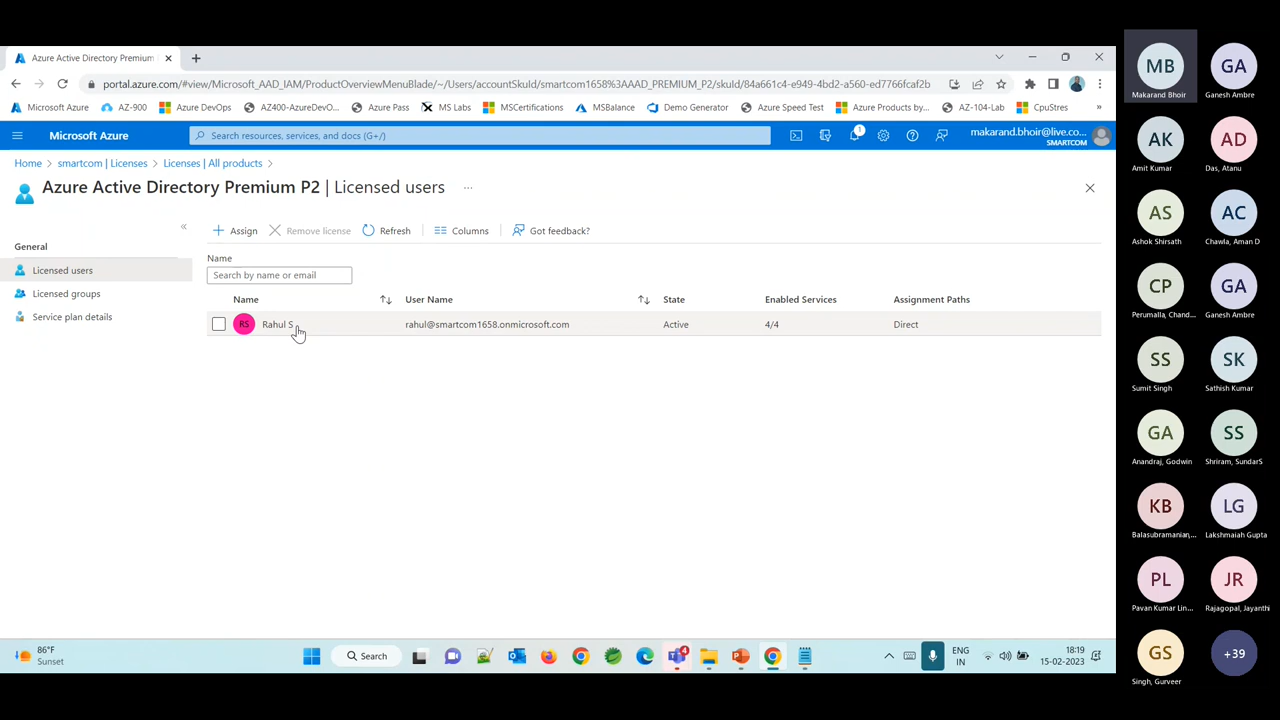 Azure Active Directory Premium
portal.azure.com/#view/Microsoft_AAD_IAM/ProductOverviewMenuBlade/~/Users/accountSkuId/smartcom1658%3AAAD_PREMIUM_P2/skuId/84a661c4-e949-4bd2-a560-ed7766fcaf2b
Microsoft Azure
AZ-900
Azure DevOps
AZ400-AzureDevO...
Azure Pass
MS Labs
MSCertifications
MSBalance
Demo Generator
Azure Speed Test
Azure Products by...
AZ-104-Lab
CpuStres
»
Microsoft Azure
Search resources, services, and docs (G+/)
1
makarand.bhoir@live.co...
SMARTCOM
Home > smartcom | Licenses > Licenses | All products >
Azure Active Directory Premium P2 | Licensed users ...
«
Assign
Remove license
Refresh
Columns
Got feedback?
General
Licensed users
Licensed groups
Service plan details
Name
Search by name or email
Name
User Name
State
Enabled Services
Assignment Paths
RS
Rahul S
rahul@smartcom1658.onmicrosoft.com
Active
4/4
Direct
86°F
Sunset
Search
4
ENG
IN
18:19
15-02-2023
MB
Makarand Bhoir
GA
Ganesh Ambre
AK
Amit Kumar
AD
Das, Atanu
AS
Ashok Shirsath
AC
Chawla, Aman D
CP
Perumalla, Chand...
GA
Ganesh Ambre
SS
Sumit Singh
SK
Sathish Kumar
GA
Anandraj, Godwin
SS
Shriram, SundarS
KB
Balasubramanian,...
LG
Lakshmaiah Gupta
PL
Pavan Kumar Lin...
JR
Rajagopal, Jayanthi
GS
Singh, Gurveer
+39